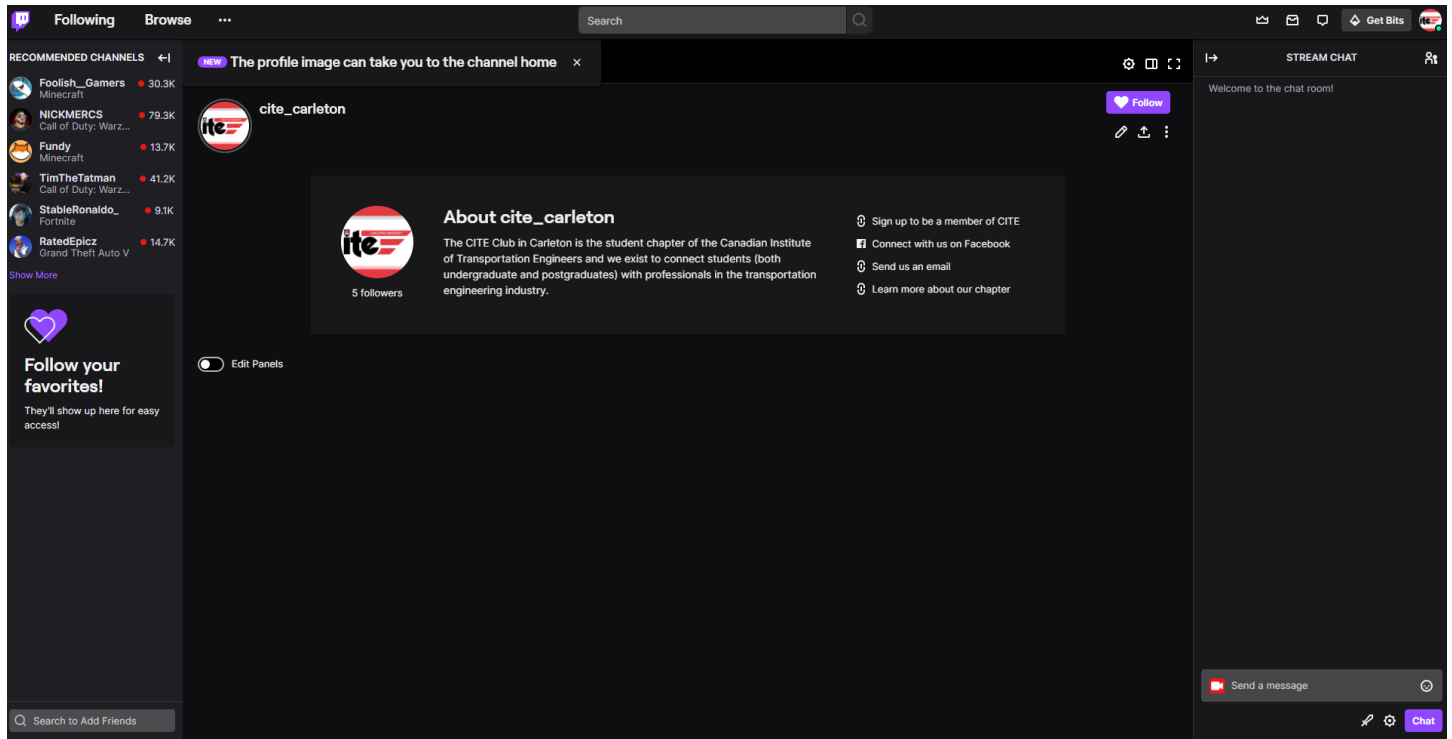 Following
Browse
Search
Get Bits
RECOMMENDED CHANNELS
Foolish__Gamers 30.3K
Minecraft
NICKMERCS 79.3K
Call of Duty: Warz...
Fundy 13.7K
Minecraft
TimTheTatman 41.2K
Call of Duty: Warz...
StableRonaldo_ 9.1K
Fortnite
RatedEpicz 14.7K
Grand Theft Auto V
Show More
Follow your
favorites!
They'll show up here for easy
access!
Search to Add Friends
NEW The profile image can take you to the channel home
ite
cite_carleton
Follow
ite
5 followers
About cite_carleton
The CITE Club in Carleton is the student chapter of the Canadian Institute
of Transportation Engineers and we exist to connect students (both
undergraduate and postgraduates) with professionals in the transportation
engineering industry.
Sign up to be a member of CITE
Connect with us on Facebook
Send us an email
Learn more about our chapter
Edit Panels
STREAM CHAT
Welcome to the chat room!
Send a message
Chat